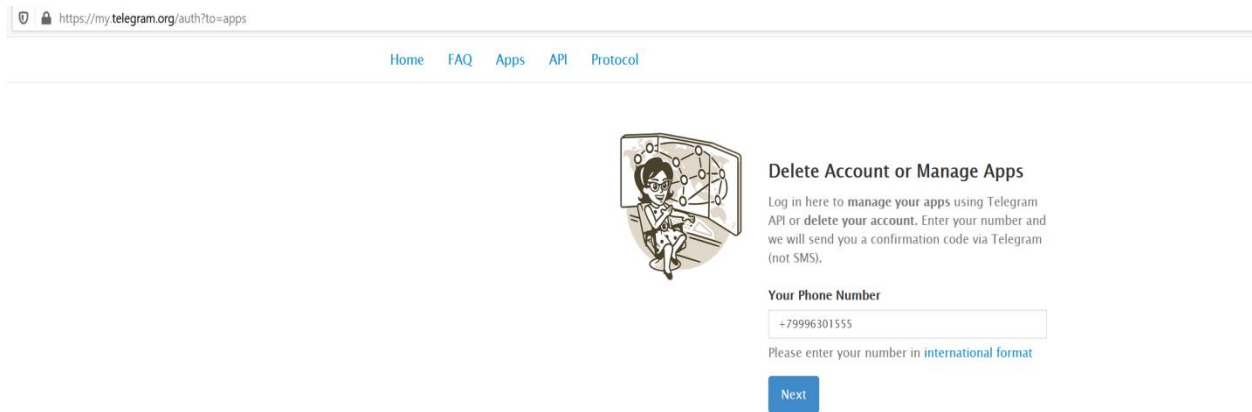 https://my.telegram.org/auth?to=apps
Home FAQ Apps API Protocol
Delete Account or Manage Apps
Log in here to manage your apps using Telegram
API or delete your account. Enter your number and
we will send you a confirmation code via Telegram
(not SMS).
Your Phone Number
+79996301555
Please enter your number in international format
Next